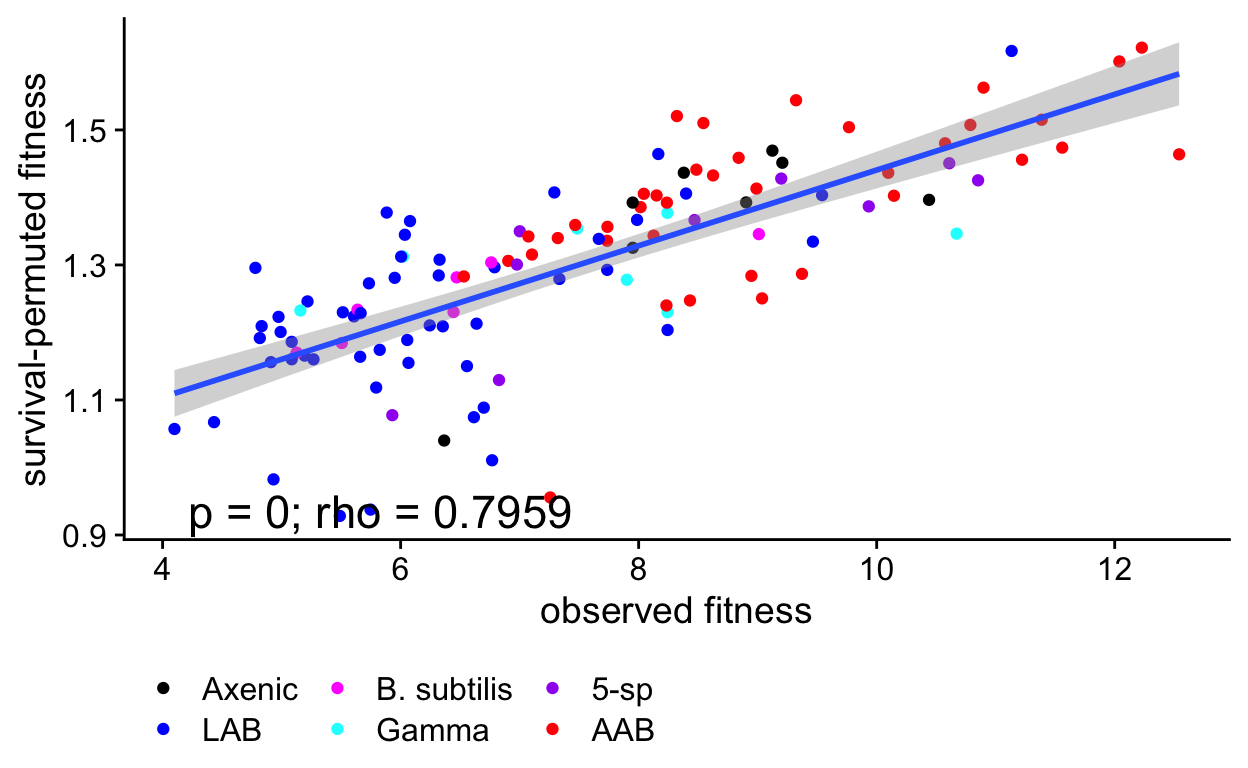 survival-permuted fitness
1.5
1.3
1.1
0.9
p = 0; rho = 0.7959
4 6 8 10 12
observed fitness
Axenic B. subtilis 5-sp
LAB Gamma AAB